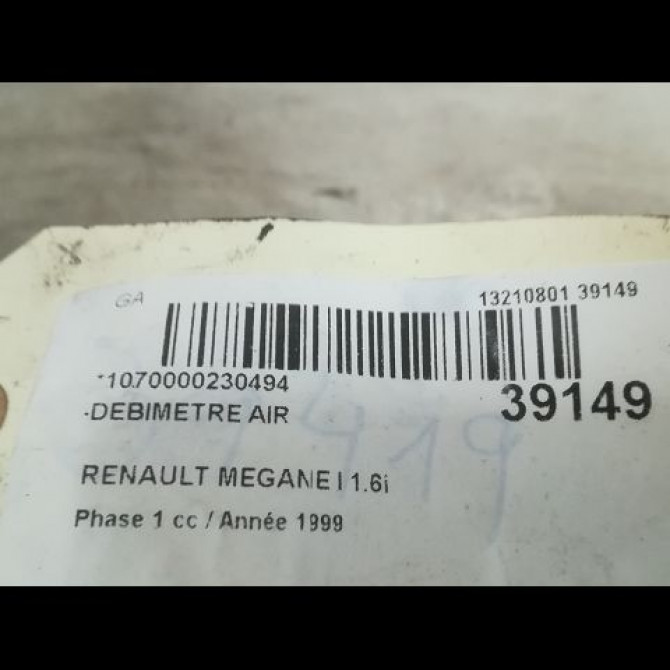 GA
13210801 39149
*1070000230494
39149
-DEBIMETRE AIR
RENAULT MEGANE I 1.6i
Phase 1 cc / Année 1999